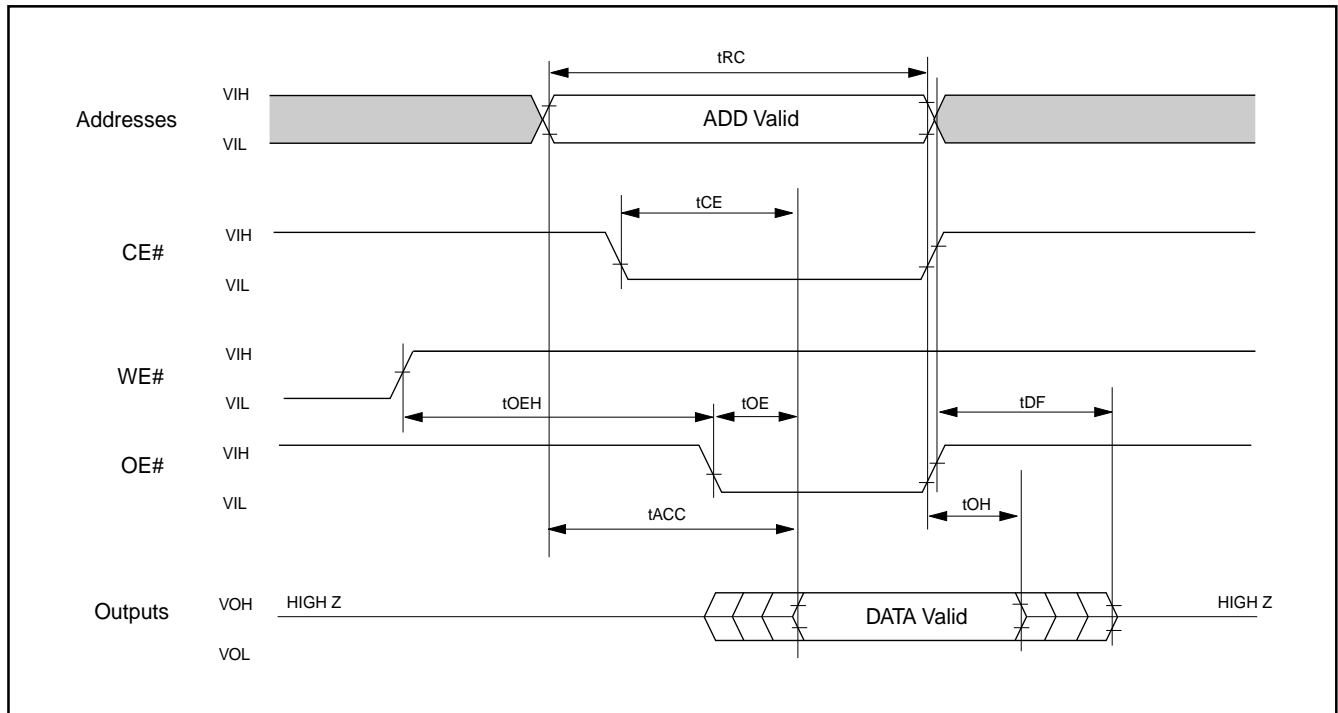 tRC
VIH
Addresses
ADD Valid
VIL
tCE
VIH
CE#
VIL
VIH
WE#
VIL
tOEH
tOE
tDF
VIH
OE#
VIL
tACC
tOH
VOH
HIGH Z
HIGH Z
Outputs
DATA Valid
VOL